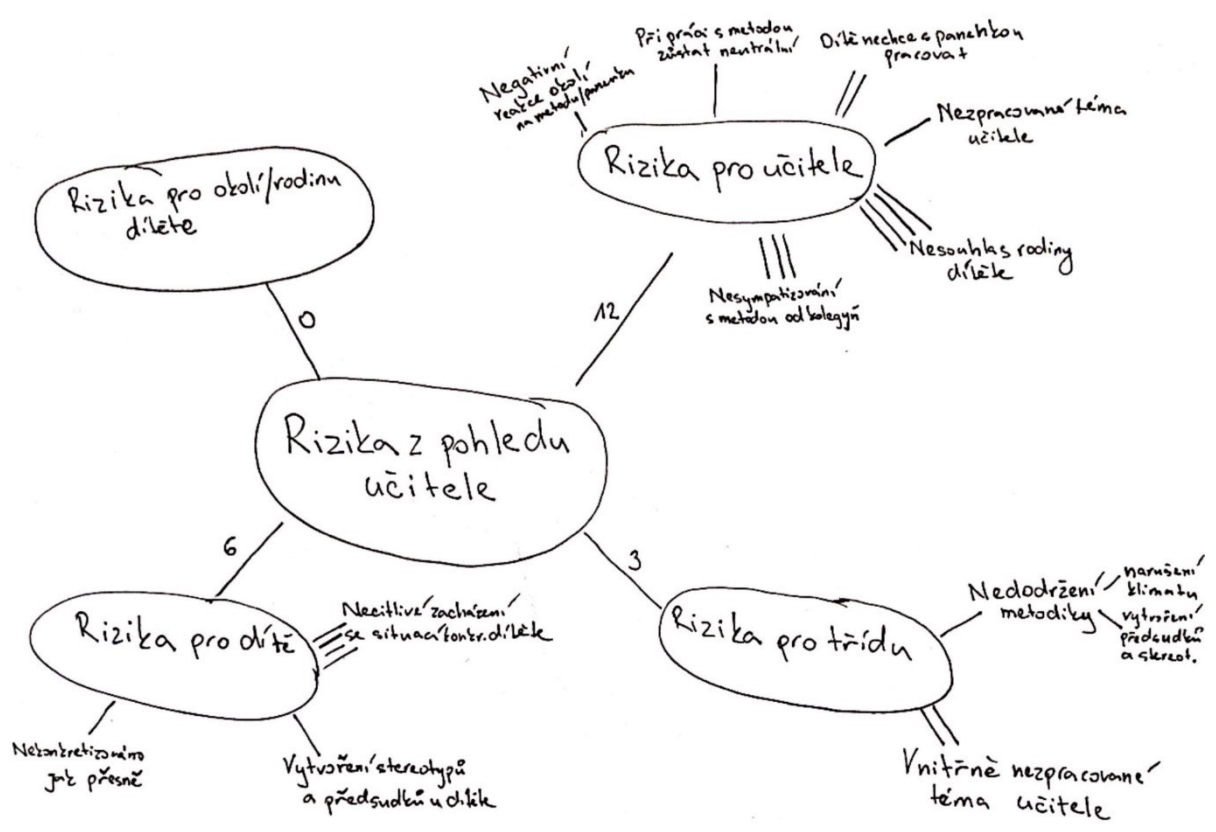 Negativní
reakce okolí
na metodu/panenku
Při práci s metodou
zůstat neutrální
Dítě nechce s panenkou
pracovat
Nezpracované téma
učitele
Rizika pro učitele
Nesouhlas rodiny
dítěte
Nesympatizování
s metodou od kolegyň
Rizika pro okolí/rodinu
dítěte
0
12
Rizika z pohledu
učitele
6
3
Rizika pro dítě
Necitlivé zacházení
se situací konkr. dítěte
Nekonkretizováno
jak přesně
Vytvoření stereotypů
a předsudků u dítěte
Rizika pro třídu
Nedodržení
metodiky
narušení
klimatu
vytvoření
předsudků
a stereot.
Vnitřně nezpracované
téma učitele